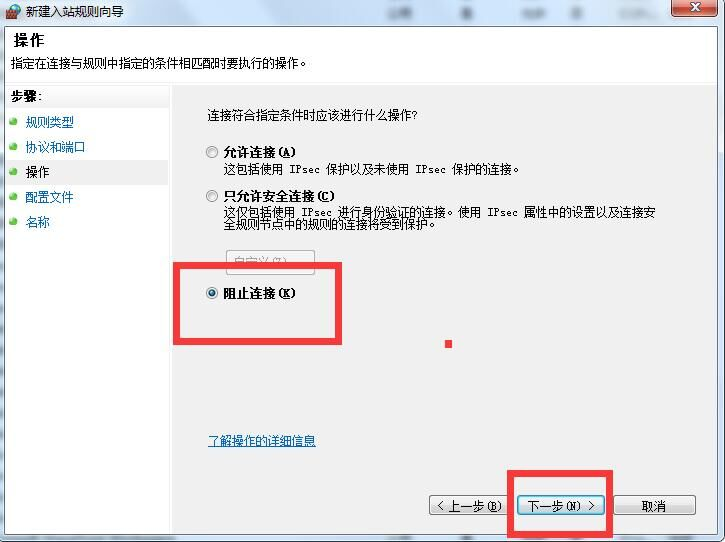 新建入站规则向导
操作
指定在连接与规则中指定的条件相匹配时要执行的操作。
步骤:
规则类型
协议和端口
操作
配置文件
名称
连接符合指定条件时应该进行什么操作?
允许连接(A)
这包括使用 IPsec 保护以及未使用 IPsec 保护的连接。
只允许安全连接(C)
这仅包括使用 IPsec 进行身份验证的连接。使用 IPsec 属性中的设置以及连接安
全规则节点中的规则的连接将受到保护。
自定义(Z)
阻止连接(K)
了解操作的详细信息
< 上一步(B)
下一步(N) >
取消